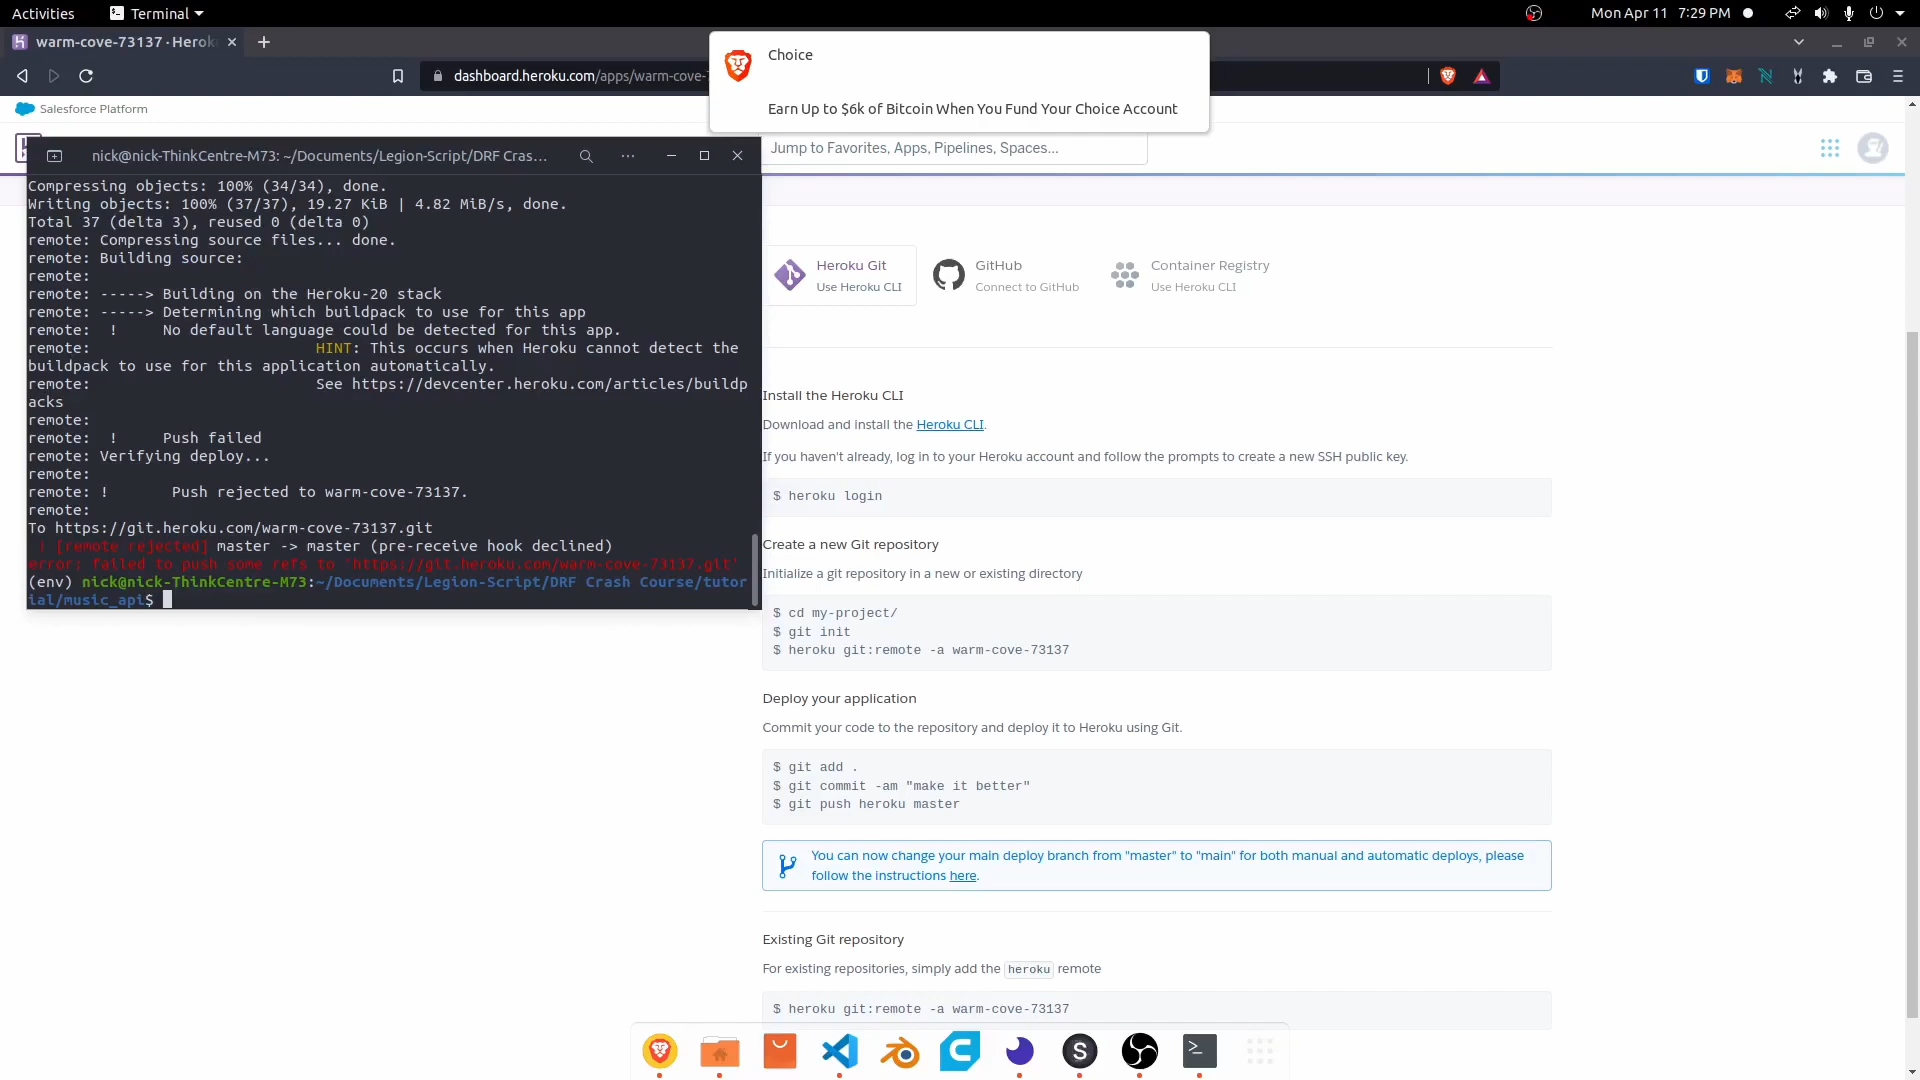 Activities
Terminal
Mon Apr 11 7:29 PM
warm-cove-73137 · Herok
dashboard.heroku.com/apps/warm-cove-7
Choice
Earn Up to $6k of Bitcoin When You Fund Your Choice Account
Salesforce Platform
Jump to Favorites, Apps, Pipelines, Spaces...
nick@nick-ThinkCentre-M73: ~/Documents/Legion-Script/DRF Cras...
Compressing objects: 100% (34/34), done.
Writing objects: 100% (37/37), 19.27 KiB | 4.82 MiB/s, done.
Total 37 (delta 3), reused 0 (delta 0)
remote: Compressing source files... done.
remote: Building source:
remote:
remote: -----> Building on the Heroku-20 stack
remote: -----> Determining which buildpack to use for this app
remote:  !     No default language could be detected for this app.
remote:                         HINT: This occurs when Heroku cannot detect the
buildpack to use for this application automatically.
remote:                         See https://devcenter.heroku.com/articles/buildp
acks
remote:
remote:  !     Push failed
remote: Verifying deploy...
remote:
remote: !       Push rejected to warm-cove-73137.
remote:
To https://git.heroku.com/warm-cove-73137.git
 ! [remote rejected] master -> master (pre-receive hook declined)
error: failed to push some refs to 'https://git.heroku.com/warm-cove-73137.git'
(env) nick@nick-ThinkCentre-M73:~/Documents/Legion-Script/DRF Crash Course/tutor
ial/music_api$
Heroku Git
Use Heroku CLI
GitHub
Connect to GitHub
Container Registry
Use Heroku CLI
Install the Heroku CLI
Download and install the Heroku CLI.
If you haven't already, log in to your Heroku account and follow the prompts to create a new SSH public key.
$ heroku login
Create a new Git repository
Initialize a git repository in a new or existing directory
$ cd my-project/
$ git init
$ heroku git:remote -a warm-cove-73137
Deploy your application
Commit your code to the repository and deploy it to Heroku using Git.
$ git add .
$ git commit -am "make it better"
$ git push heroku master
You can now change your main deploy branch from "master" to "main" for both manual and automatic deploys, please
follow the instructions here.
Existing Git repository
For existing repositories, simply add the heroku remote
$ heroku git:remote -a warm-cove-73137
S